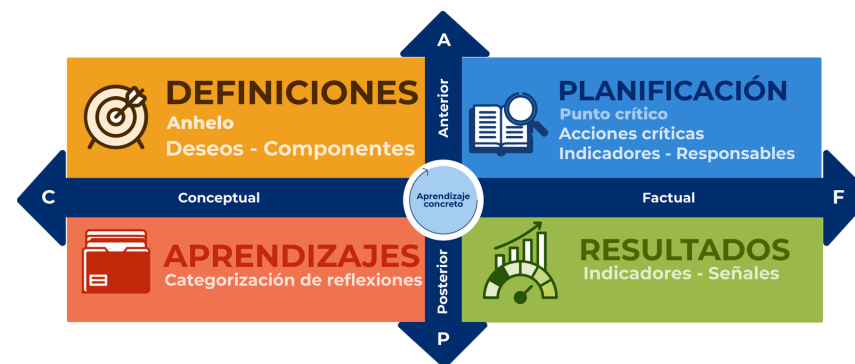 A
Anterior
DEFINICIONES
Anhelo
Deseos - Componentes
PLANIFICACIÓN
Punto crítico
Acciones críticas
Indicadores - Responsables
C
Conceptual
Aprendizaje
concreto
Factual
F
APRENDIZAJES
Categorización de reflexiones
RESULTADOS
Indicadores - Señales
Posterior
P